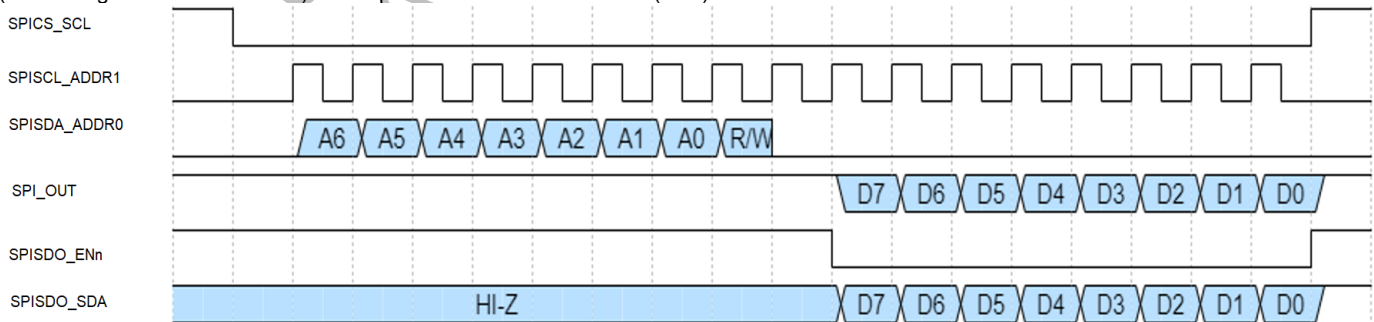 SPICS_SCL
SPISCL_ADDR1
SPISDA_ADDR0 A6 A5 A4 A3 A2 A1 A0 R/W
SPI_OUT D7 D6 D5 D4 D3 D2 D1 D0
SPISDO_ENn
SPISDO_SDA HI-Z D7 D6 D5 D4 D3 D2 D1 D0